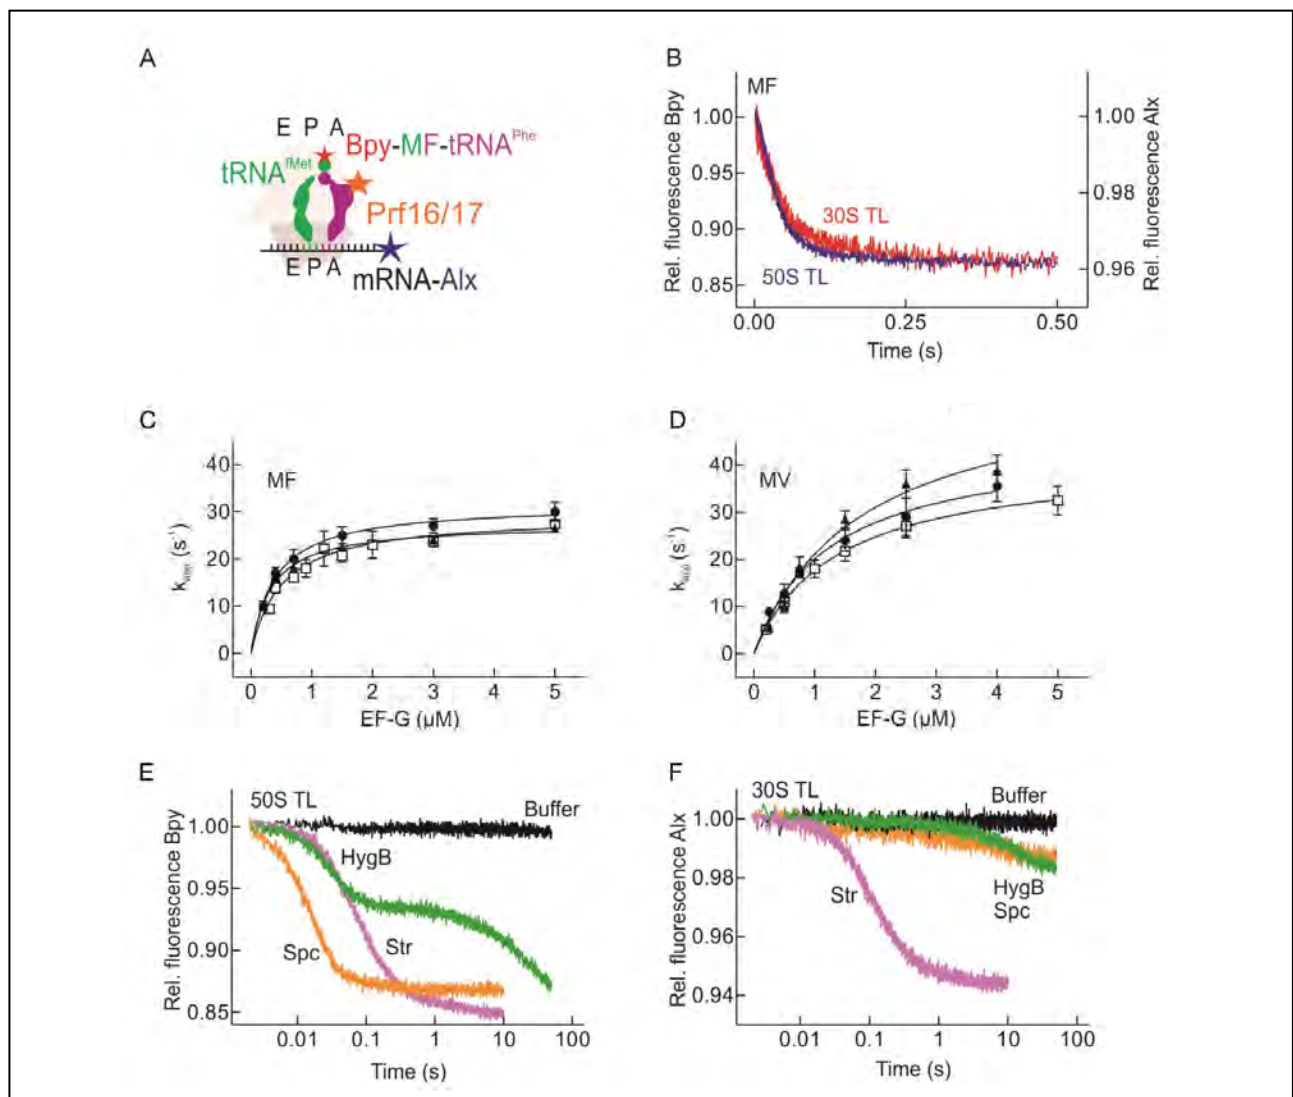 A
E P A
Bpy-MF-tRNAPhe
tRNAfMet
Prf16/17
E P A
mRNA-Alx
B
MF
1.00
0.95
0.90
0.85
Rel. fluorescence Bpy
30S TL
50S TL
1.00
0.98
0.96
Rel. fluorescence Alx
0.00
0.25
0.50
Time (s)
C
MF
40
30
20
10
0
(s-1)
0
1
2
3
4
5
EF-G (µM)
D
MV
40
30
20
10
0
(s-1)
0
1
2
3
4
5
EF-G (µM)
E
50S TL
Buffer
1.00
0.95
0.90
0.85
Rel. fluorescence Bpy
HygB
Spc
Str
0.01
0.1
1
10
100
Time (s)
F
30S TL
Buffer
1.00
0.98
0.96
0.94
Rel. fluorescence Alx
Str
HygB
Spc
0.01
0.1
1
10
100
Time (s)